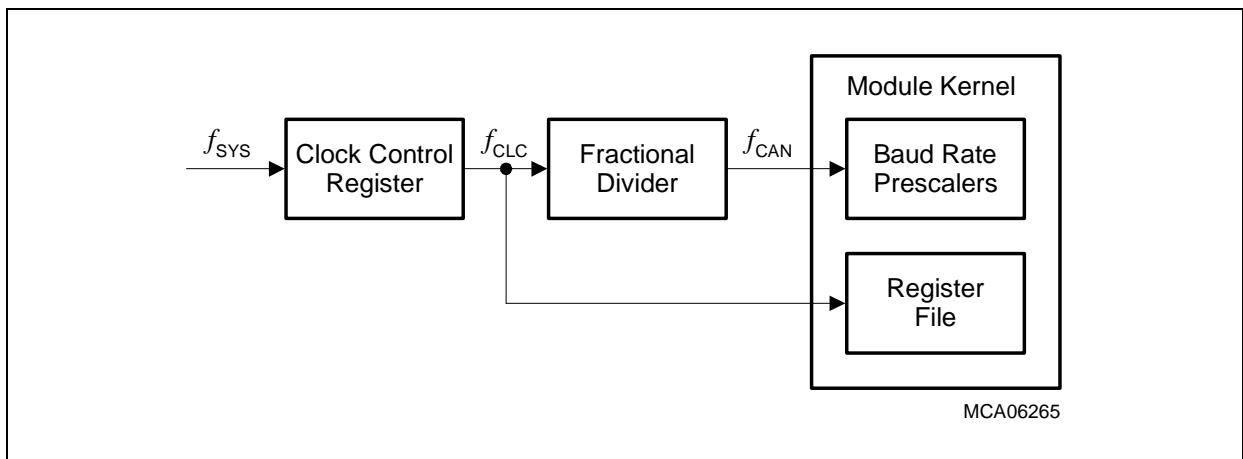 Module Kernel
f_SYS
Clock Control
Register
f_CLC
Fractional
Divider
f_CAN
Baud Rate
Prescalers
Register
File
MCA06265